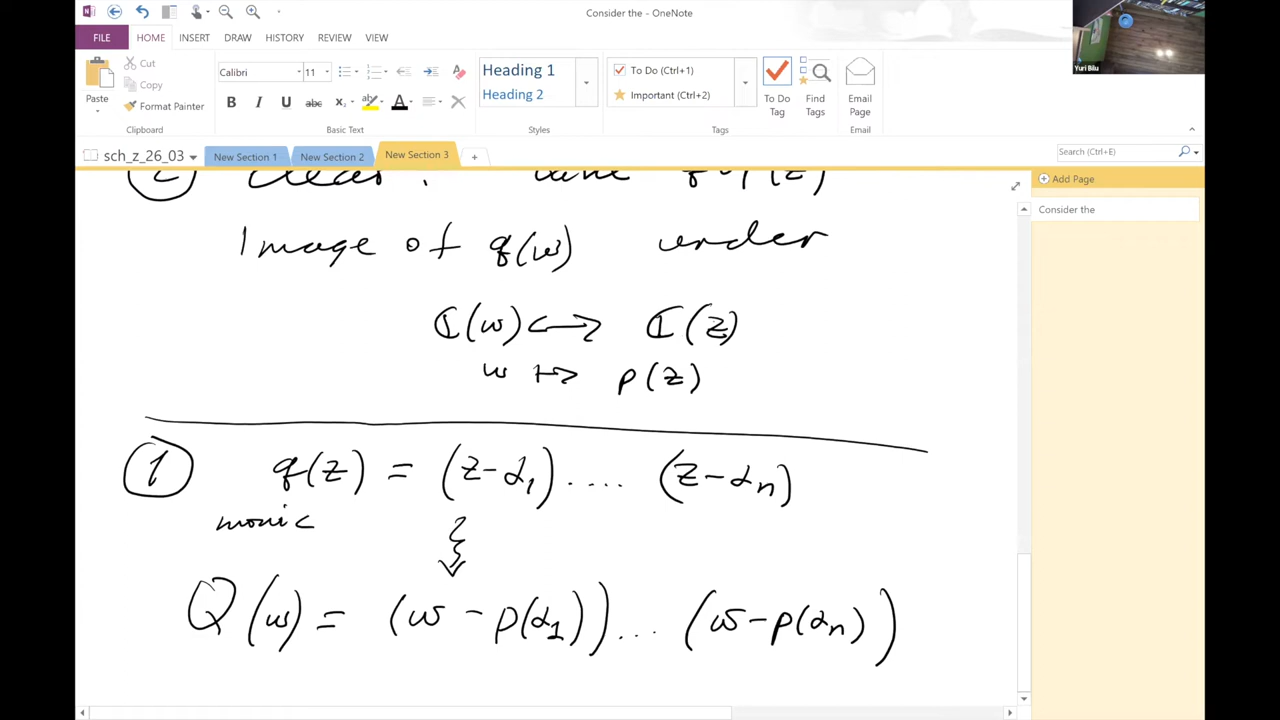 Consider the - OneNote
Yuri Bilu
FILE HOME INSERT DRAW HISTORY REVIEW VIEW
Paste
Cut
Copy
Format Painter
Clipboard
Calibri 11
B I U abc x₂ A
Basic Text
Heading 1
Heading 2
Styles
To Do (Ctrl+1)
Important (Ctrl+2)
To Do Tag
Find Tags
Tags
Email Page
Email
sch_z_26_03
New Section 1 New Section 2 New Section 3 +
Search (Ctrl+E)
Add Page
Consider the
② clear.
Image of q(w) under
ℂ(w) ↔ ℂ(z)
w ↦ p(z)
① q(z) = (z-α₁) .... (z-αₙ)
monic
Q(w) = (w - p(α₁)) ... (w - p(αₙ))